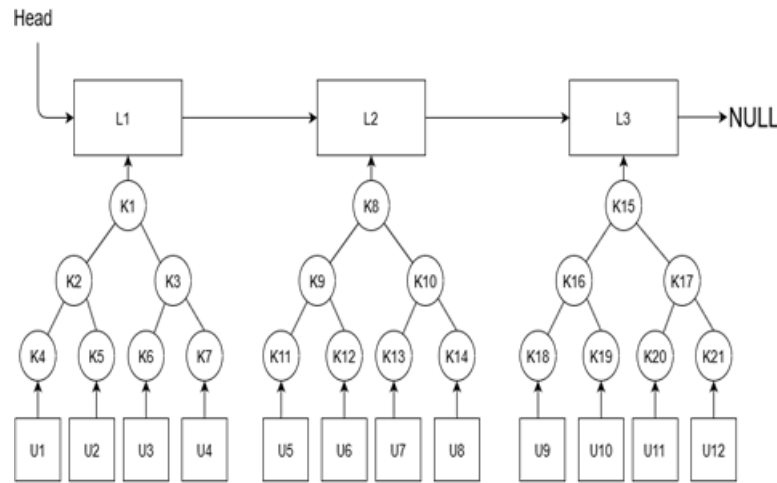 Head
L1 L2 L3 NULL
K1 K8 K15
K2 K3 K9 K10 K16 K17
K4 K5 K6 K7 K11 K12 K13 K14 K18 K19 K20 K21
U1 U2 U3 U4 U5 U6 U7 U8 U9 U10 U11 U12